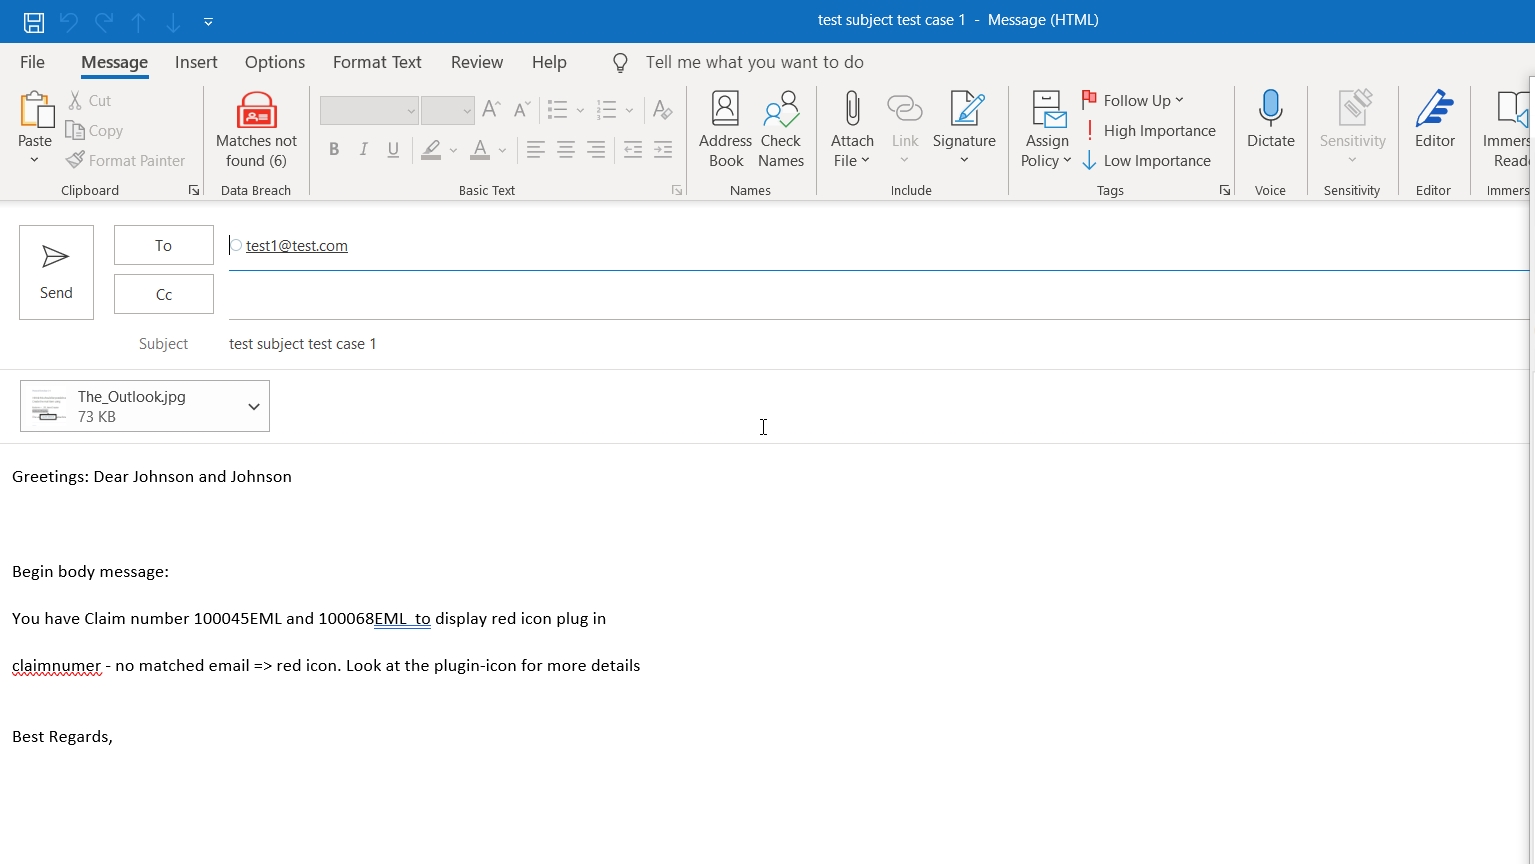 test subject test case 1 - Message (HTML)
File Message Insert Options Format Text Review Help Tell me what you want to do
Paste
Cut
Copy
Format Painter
Clipboard
Matches not
found (6)
Data Breach
B I U A
Basic Text
Address
Book
Check
Names
Names
Attach
File
Link
Signature
Include
Assign
Policy
Follow Up
High Importance
Low Importance
Tags
Dictate
Voice
Sensitivity
Sensitivity
Editor
Editor
Immers
Read
Immers
Send
To
test1@test.com
Cc
Subject
test subject test case 1
The_Outlook.jpg
73 KB
Greetings: Dear Johnson and Johnson
Begin body message:
You have Claim number 100045EML and 100068EML to display red icon plug in
claimnumer - no matched email => red icon. Look at the plugin-icon for more details
Best Regards,